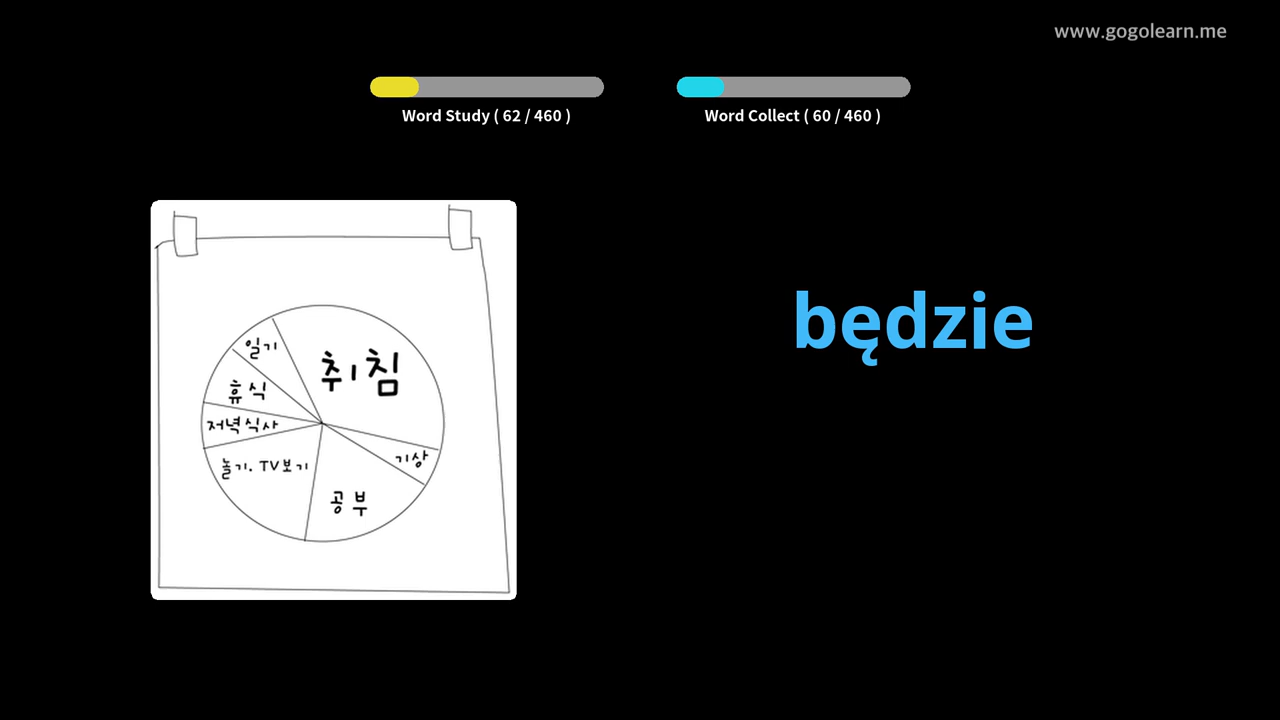 www.gogolearn.me
Word Study ( 62 / 460 )
Word Collect ( 60 / 460 )
일기
취침
휴식
저녁식사
놀기. TV보기
기상
공부
będzie